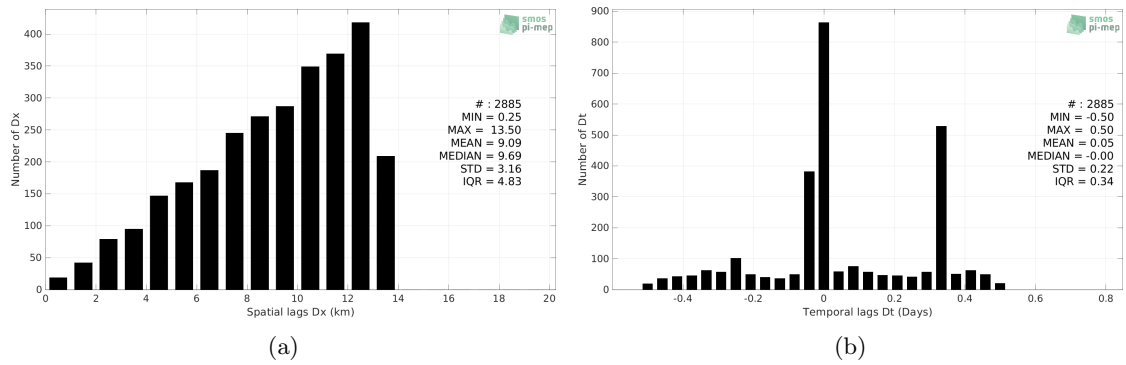 400
350
300
250
200
150
100
50
0
Number of Dx
0 2 4 6 8 10 12 14 16 18 20
Spatial lags Dx (km)
smos
pi-mep
# : 2885
MIN = 0.25
MAX = 13.50
MEAN = 9.09
MEDIAN = 9.69
STD = 3.16
IQR = 4.83
(a)
900
800
700
600
500
400
300
200
100
0
Number of Dt
-0.4 -0.2 0 0.2 0.4 0.6 0.8
Temporal lags Dt (Days)
smos
pi-mep
# : 2885
MIN = -0.50
MAX = 0.50
MEAN = 0.05
MEDIAN = -0.00
STD = 0.22
IQR = 0.34
(b)